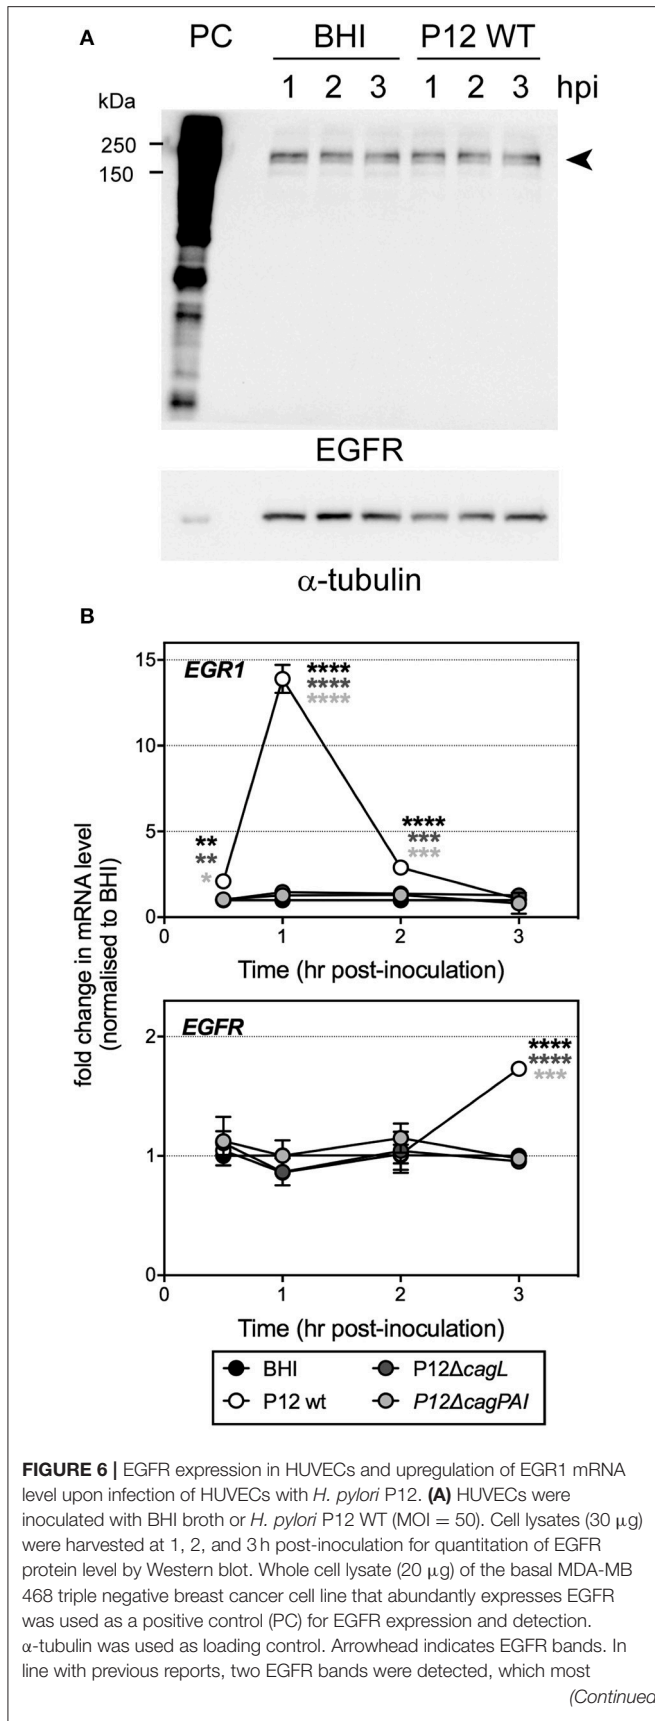 A
PC BHI P12 WT
1 2 3 1 2 3 hpi
kDa
250
150
EGFR
α-tubulin
B
fold change in mRNA level
(normalised to BHI)
EGR1
15
10
5
0
****
****
****
**
**
*
****
***
***
0 1 2 3
Time (hr post-inoculation)
EGFR
2
1
0
****
****
***
0 1 2 3
Time (hr post-inoculation)
BHI P12ΔcagL
P12 wt P12ΔcagPAI
FIGURE 6 | EGFR expression in HUVECs and upregulation of EGR1 mRNA
level upon infection of HUVECs with H. pylori P12. (A) HUVECs were
inoculated with BHI broth or H. pylori P12 WT (MOI = 50). Cell lysates (30 μg)
were harvested at 1, 2, and 3 h post-inoculation for quantitation of EGFR
protein level by Western blot. Whole cell lysate (20 μg) of the basal MDA-MB
468 triple negative breast cancer cell line that abundantly expresses EGFR
was used as a positive control (PC) for EGFR expression and detection.
α-tubulin was used as loading control. Arrowhead indicates EGFR bands. In
line with previous reports, two EGFR bands were detected, which most
(Continued